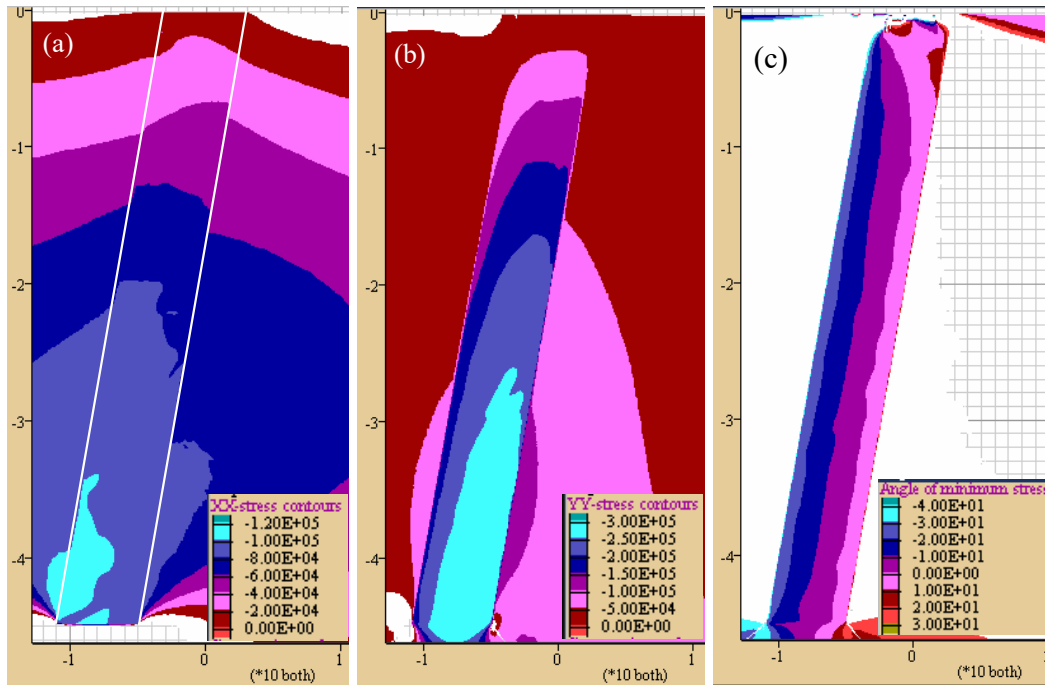 (a)
0
-1
-2
-3
-4
XX-stress contours
-1.20E+05
-1.00E+05
-8.00E+04
-6.00E+04
-4.00E+04
-2.00E+04
0.00E+00
-1 0 1
(*10 both)
(b)
0
-1
-2
-3
-4
YY-stress contours
-3.00E+05
-2.50E+05
-2.00E+05
-1.50E+05
-1.00E+05
-5.00E+04
0.00E+00
-1 0 1
(*10 both)
(c)
0
-1
-2
-3
-4
Angle of minimum stress
-4.00E+01
-3.00E+01
-2.00E+01
-1.00E+01
0.00E+00
1.00E+01
2.00E+01
3.00E+01
-1 0 1
(*10 both)